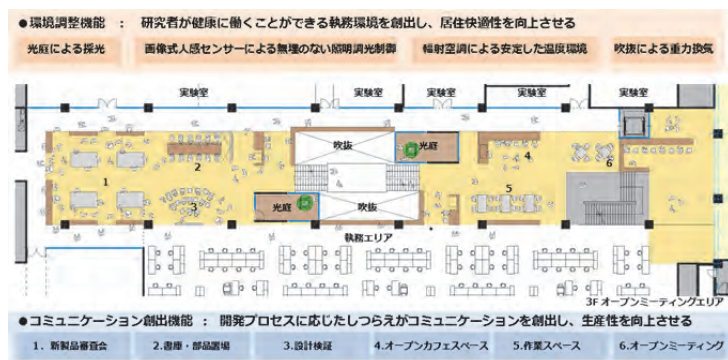 ●環境調整機能 ： 研究者が健康に働くことができる執務環境を創出し、居住快適性を向上させる
光庭による採光 画像式人感センサーによる無理のない照明調光制御 輻射空調による安定した温度環境 吹抜による重力換気
実験室 実験室 実験室 実験室 実験室
吹抜 光庭
1 2 3 4 5 6
光庭 吹抜
執務エリア
3F オープンミーティングエリア
●コミュニケーション創出機能 ： 開発プロセスに応じたしつらえがコミュニケーションを創出し、生産性を向上させる
1．新製品審査会 2.書庫・部品置場 3.設計検証 4.オープンカフェスペース 5.作業スペース 6.オープンミーティング